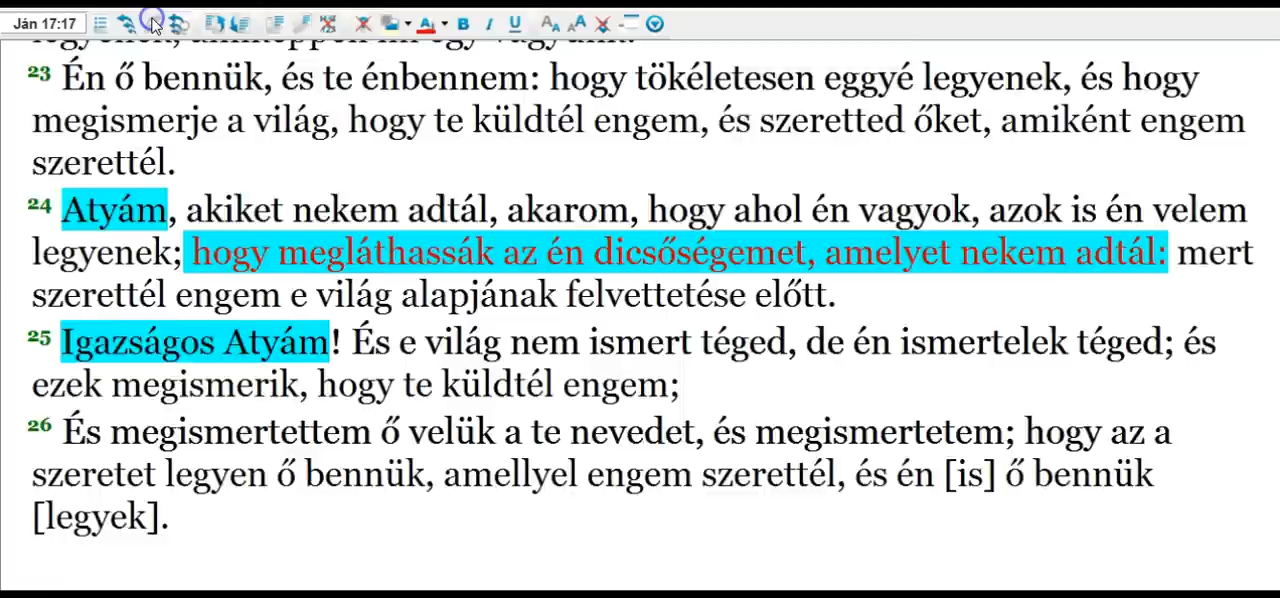 Ján 17:17
legyenek, amiképpen mi egy vagyunk:
23 Én ő bennük, és te énbennem: hogy tökéletesen eggyé legyenek, és hogy
megismerje a világ, hogy te küldtél engem, és szeretted őket, amiként engem
szerettél.
24 Atyám, akiket nekem adtál, akarom, hogy ahol én vagyok, azok is én velem
legyenek; hogy megláthassák az én dicsőségemet, amelyet nekem adtál: mert
szerettél engem e világ alapjának felvettetése előtt.
25 Igazságos Atyám! És e világ nem ismert téged, de én ismertelek téged; és
ezek megismerik, hogy te küldtél engem;
26 És megismertettem ő velük a te nevedet, és megismertetem; hogy az a
szeretet legyen ő bennük, amellyel engem szerettél, és én [is] ő bennük
[legyek].